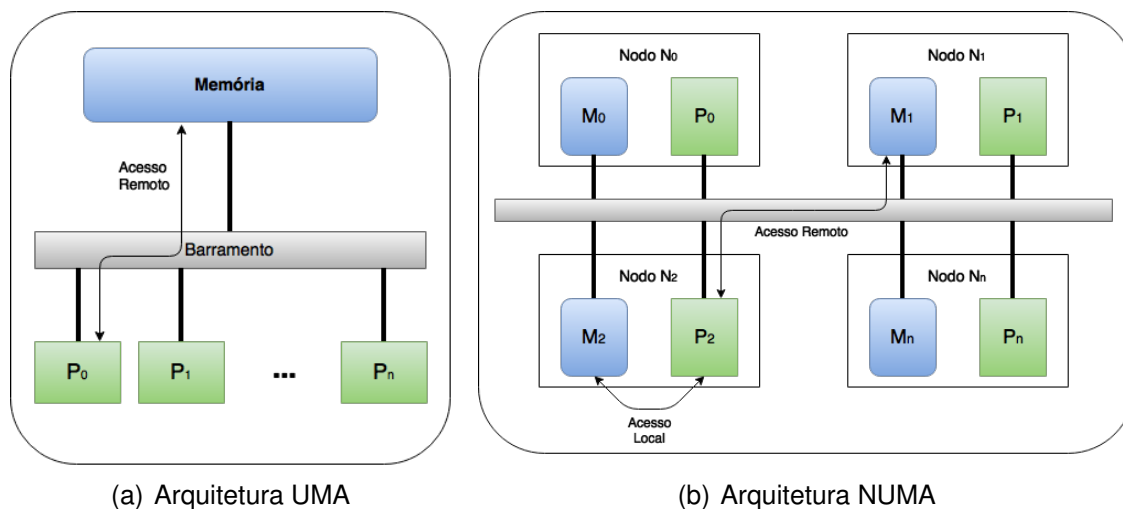 Memória
Acesso
Remoto
Barramento
P0
P1
...
Pn
(a) Arquitetura UMA
Nodo N0
M0
P0
Nodo N1
M1
P1
Acesso Remoto
Nodo N2
M2
P2
Nodo Nn
Mn
Pn
Acesso
Local
(b) Arquitetura NUMA